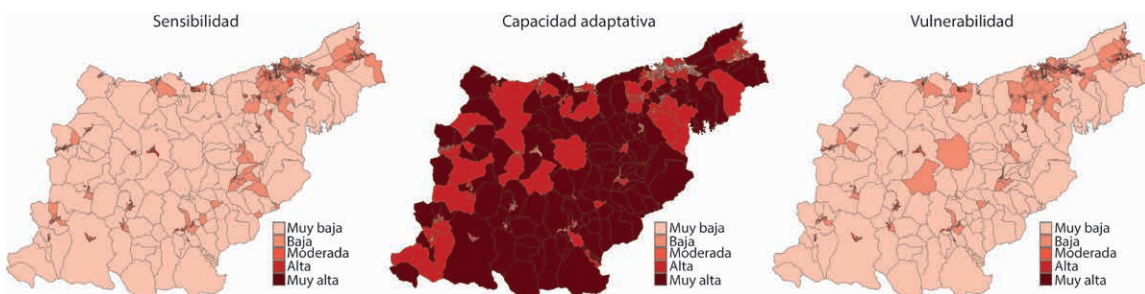 Sensibilidad
Muy baja
Baja
Moderada
Alta
Muy alta
Capacidad adaptativa
Muy baja
Baja
Moderada
Alta
Muy alta
Vulnerabilidad
Muy baja
Baja
Moderada
Alta
Muy alta